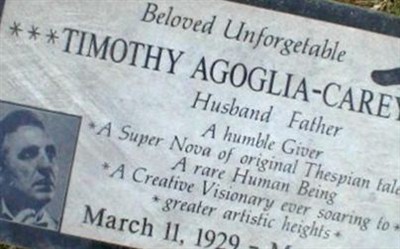 Beloved Unforgetable
***TIMOTHY AGOGLIA-CAREY
Husband Father
A humble Giver
*A Super Nova of original Thespian tale
A rare Human Being
*A Creative Visionary ever soaring to*
*greater artistic heights*
March 11, 1929 -